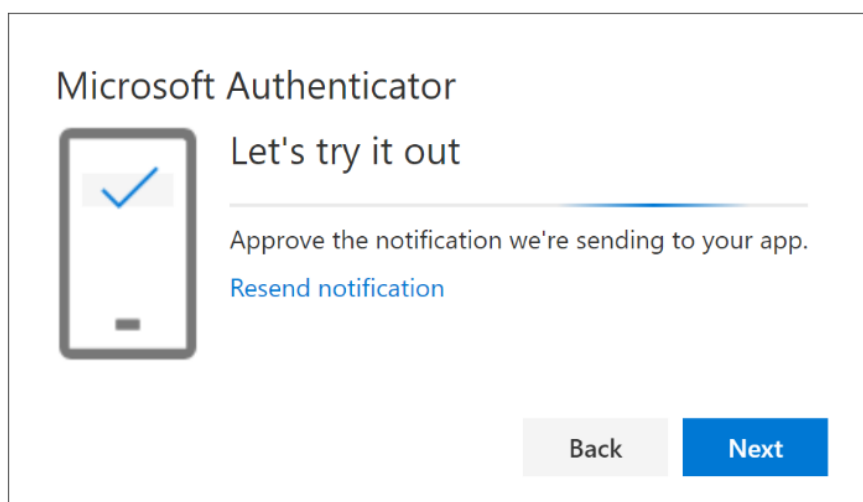 Microsoft Authenticator
Let's try it out
Approve the notification we're sending to your app.
Resend notification
Back
Next